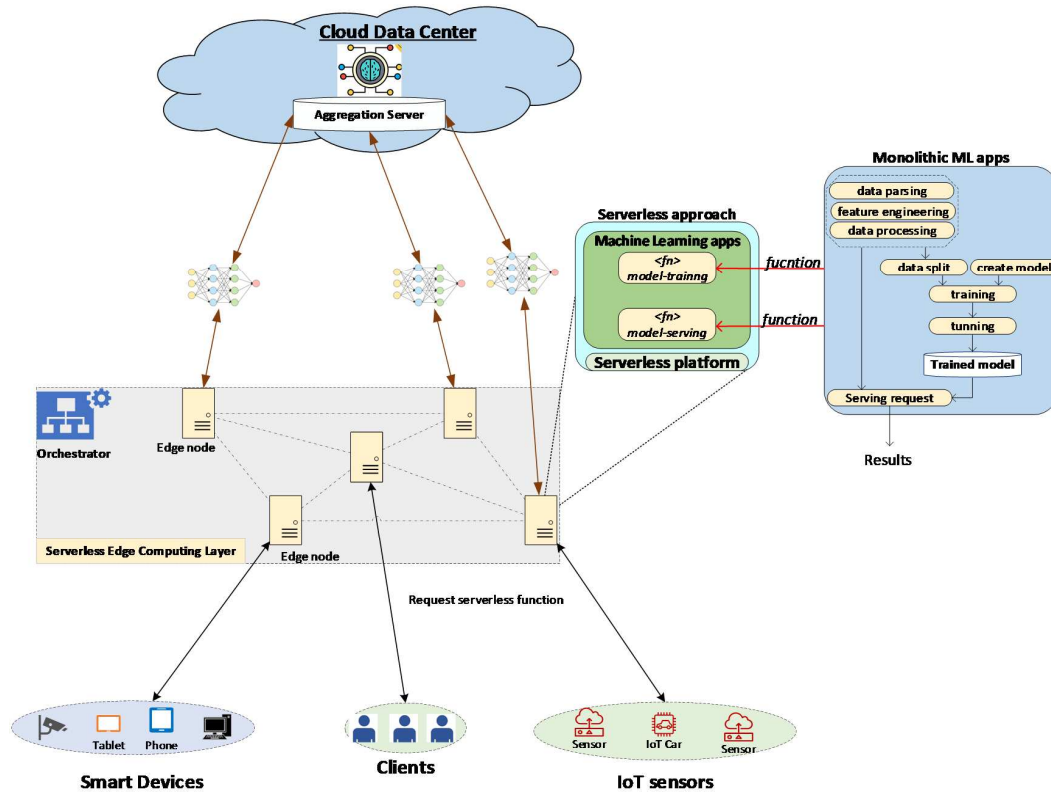 Cloud Data Center
Aggregation Server
Monolithic ML apps
data parsing
feature engineering
data processing
data split
create model
training
tunning
Trained model
Serving request
Results
Serverless approach
Machine Learning apps
<fn>
model-trainng
<fn>
model-serving
Serverless platform
fucntion
function
Orchestrator
Edge node
Edge node
Serverless Edge Computing Layer
Request serverless function
Tablet
Phone
Smart Devices
Clients
Sensor
IoT Car
Sensor
IoT sensors